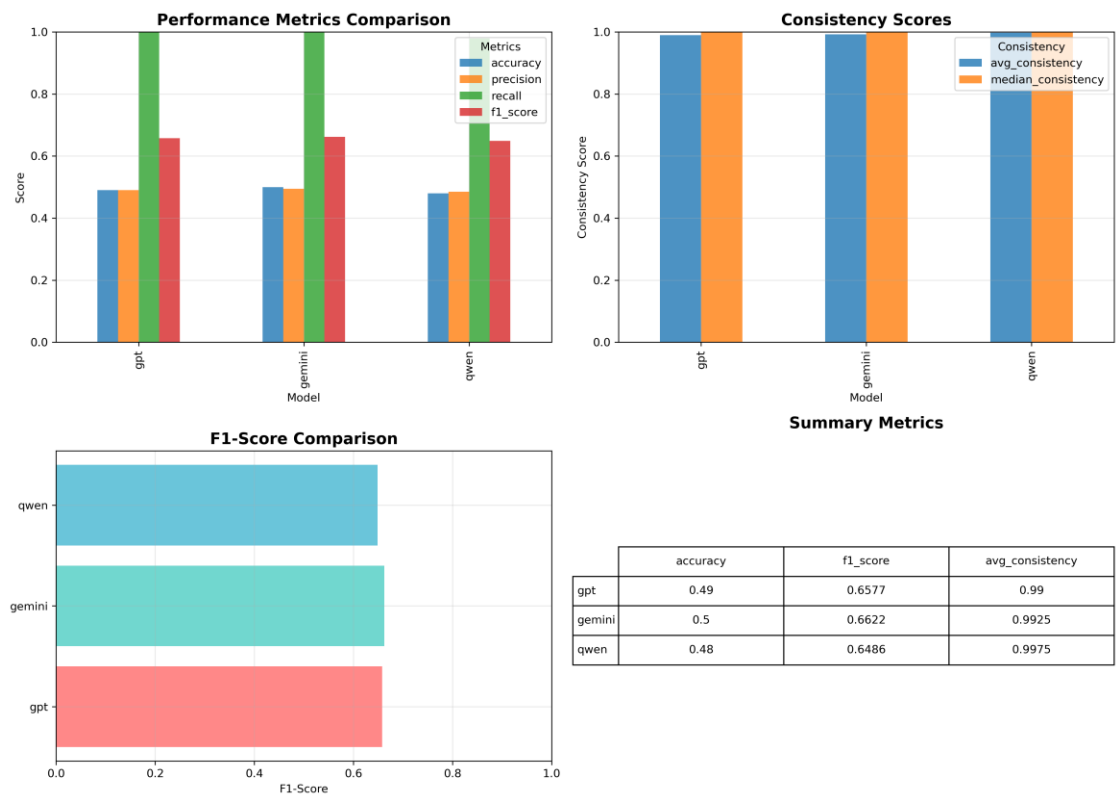 Performance Metrics Comparison
Score
1.0
0.8
0.6
0.4
0.2
0.0
Metrics
accuracy
precision
recall
f1_score
gpt
gemini
qwen
Model
Consistency Scores
Consistency Score
1.0
0.8
0.6
0.4
0.2
0.0
Consistency
avg_consistency
median_consistency
gpt
gemini
qwen
Model
F1-Score Comparison
qwen
gemini
gpt
0.0 0.2 0.4 0.6 0.8 1.0
F1-Score
Summary Metrics
accuracy f1_score avg_consistency
gpt 0.49 0.6577 0.99
gemini 0.5 0.6622 0.9925
qwen 0.48 0.6486 0.9975